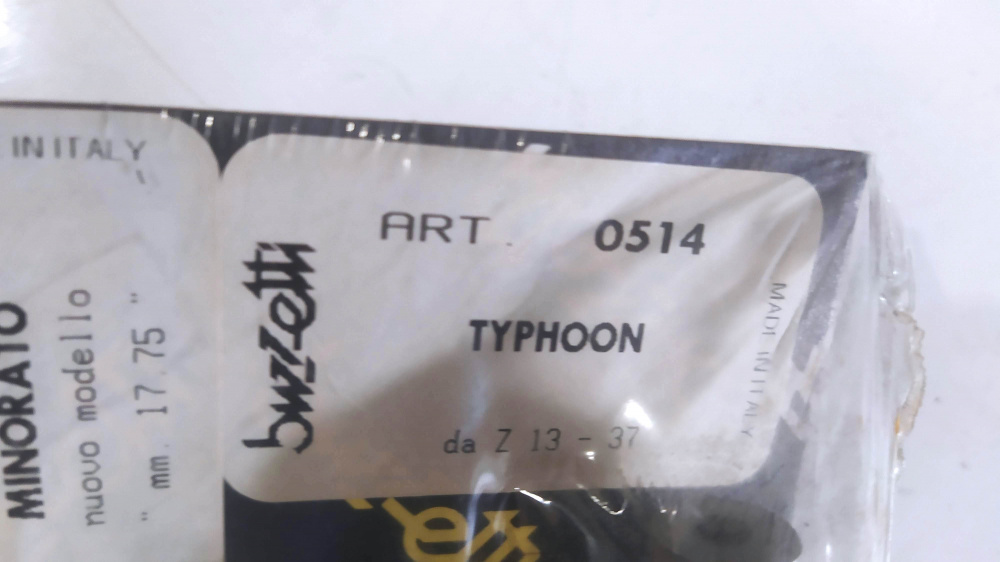 IN ITALY
MINORATO
nuovo modello
" mm. 17.75 "
buzzetti
ART. 0514
TYPHOON
da Z 13 - 37
MADE IN ITALY